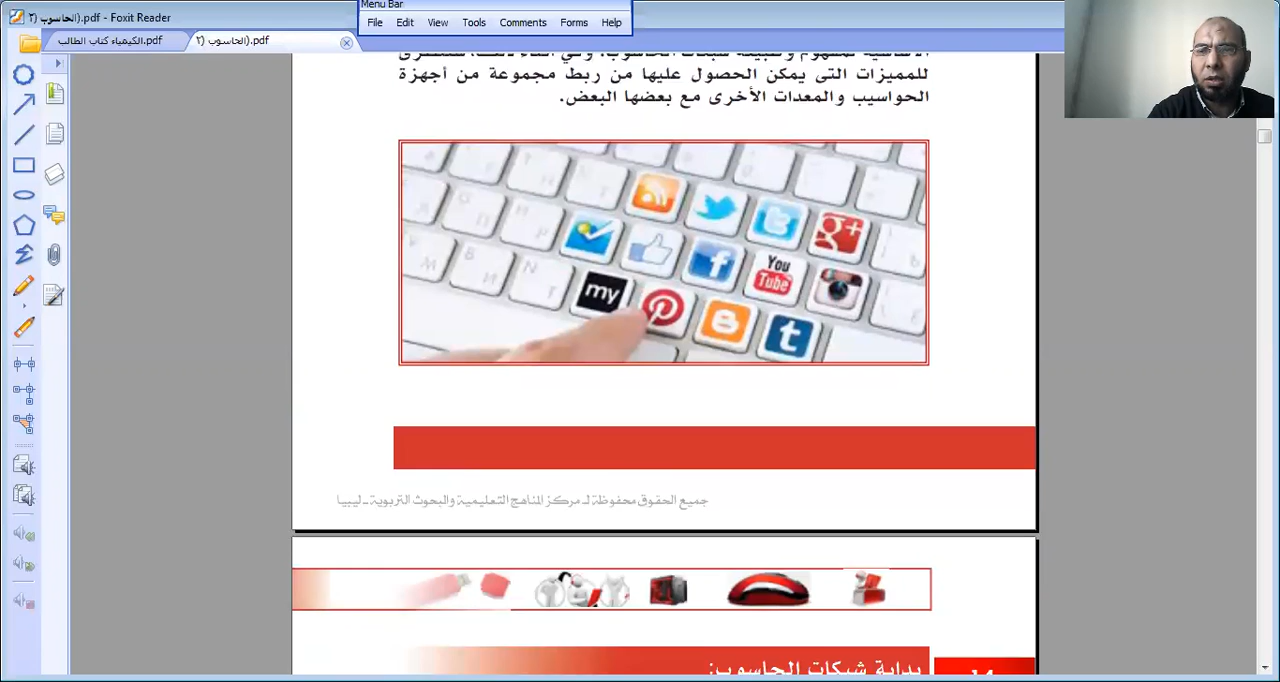 الحاسوب (٢).pdf - Foxit Reader
Menu Bar
File Edit View Tools Comments Forms Help
الكيمياء كتاب الطالب.pdf
الحاسوب (٢).pdf
للمميزات التى يمكن الحصول عليها من ربط مجموعة من أجهزة
الحواسيب والمعدات الأخرى مع بعضها البعض.
g+
f
You
Tube
my
t
جميع الحقوق محفوظة لـ مركز المناهج التعليمية والبحوث التربوية ـ ليبيا
بداية شبكات الحاسوب: